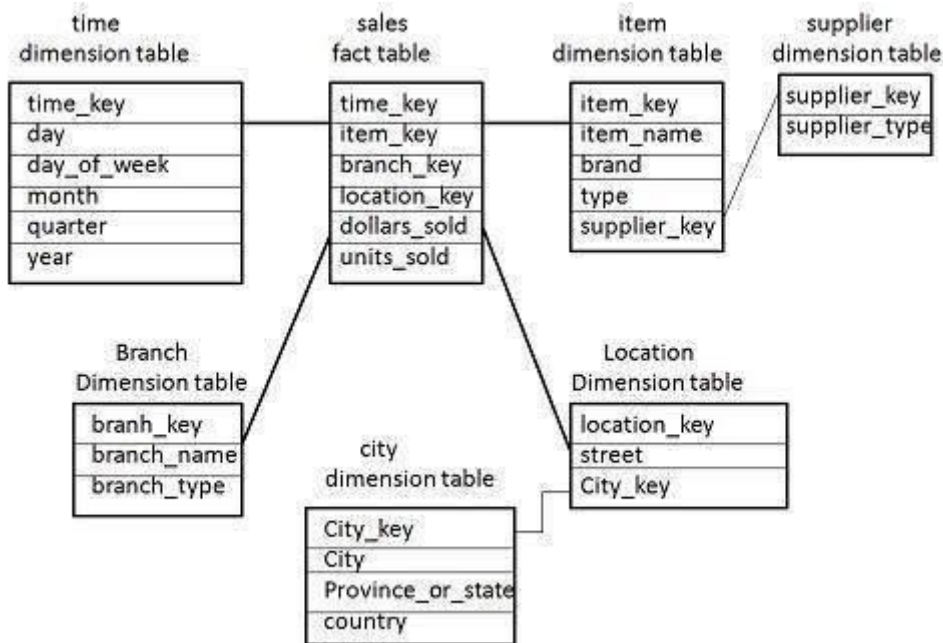 time
dimension table
time_key
day
day_of_week
month
quarter
year
sales
fact table
time_key
item_key
branch_key
location_key
dollars_sold
units_sold
item
dimension table
item_key
item_name
brand
type
supplier_key
supplier
dimension table
supplier_key
supplier_type
Branch
Dimension table
branh_key
branch_name
branch_type
city
dimension table
City_key
City
Province_or_state
country
Location
Dimension table
location_key
street
City_key